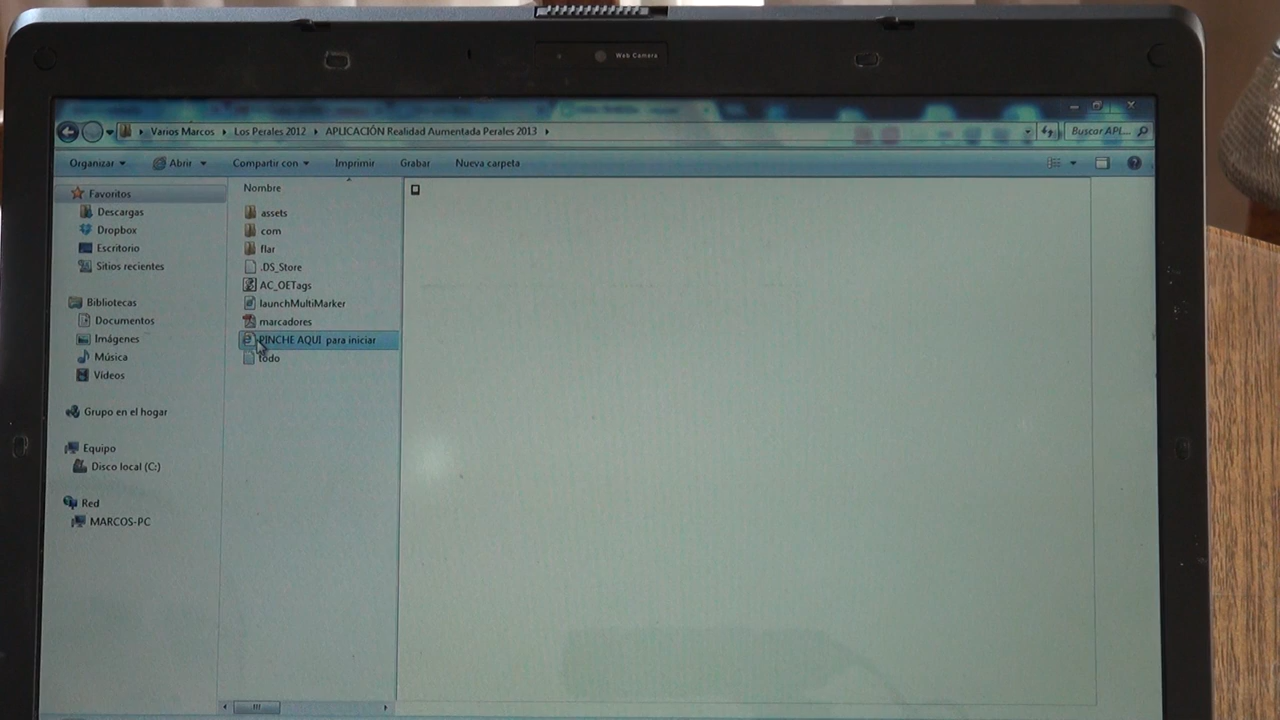 Web Camera
Varios Marcos Los Perales 2012 APLICACIÓN Realidad Aumentada Perales 2013 Buscar APL...
Organizar Abrir Compartir con Imprimir Grabar Nueva carpeta
Favoritos
Descargas
Dropbox
Escritorio
Sitios recientes
Bibliotecas
Documentos
Imágenes
Música
Vídeos
Grupo en el hogar
Equipo
Disco local (C:)
Red
MARCOS-PC
Nombre
assets
com
flar
.DS_Store
AC_OETags
launchMultiMarker
marcadores
PINCHE AQUI para iniciar
todo